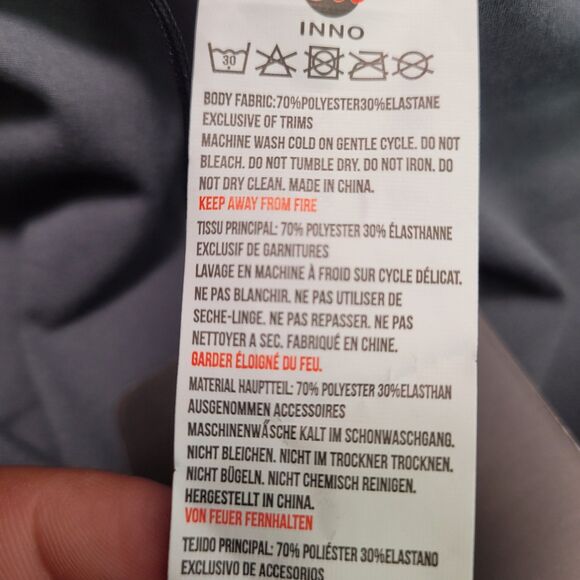 INNO
30
BODY FABRIC:70%POLYESTER30%ELASTANE
EXCLUSIVE OF TRIMS
MACHINE WASH COLD ON GENTLE CYCLE. DO NOT
BLEACH. DO NOT TUMBLE DRY. DO NOT IRON. DO
NOT DRY CLEAN. MADE IN CHINA.
KEEP AWAY FROM FIRE
TISSU PRINCIPAL: 70% POLYESTER 30% ÉLASTHANNE
EXCLUSIF DE GARNITURES
LAVAGE EN MACHINE À FROID SUR CYCLE DÉLICAT.
NE PAS BLANCHIR. NE PAS UTILISER DE
SECHE-LINGE. NE PAS REPASSER. NE PAS
NETTOYER A SEC. FABRIQUÉ EN CHINE.
GARDER ÉLOIGNÉ DU FEU.
MATERIAL HAUPTTEIL: 70% POLYESTER 30%ELASTHAN
AUSGENOMMEN ACCESSOIRES
MASCHINENWÄSCHE KALT IM SCHONWASCHGANG.
NICHT BLEICHEN. NICHT IM TROCKNER TROCKNEN.
NICHT BÜGELN. NICHT CHEMISCH REINIGEN.
HERGESTELLT IN CHINA.
VON FEUER FERNHALTEN
TEJIDO PRINCIPAL: 70% POLIÉSTER 30%ELASTANO
EXCLUSIVO DE ACCESORIOS